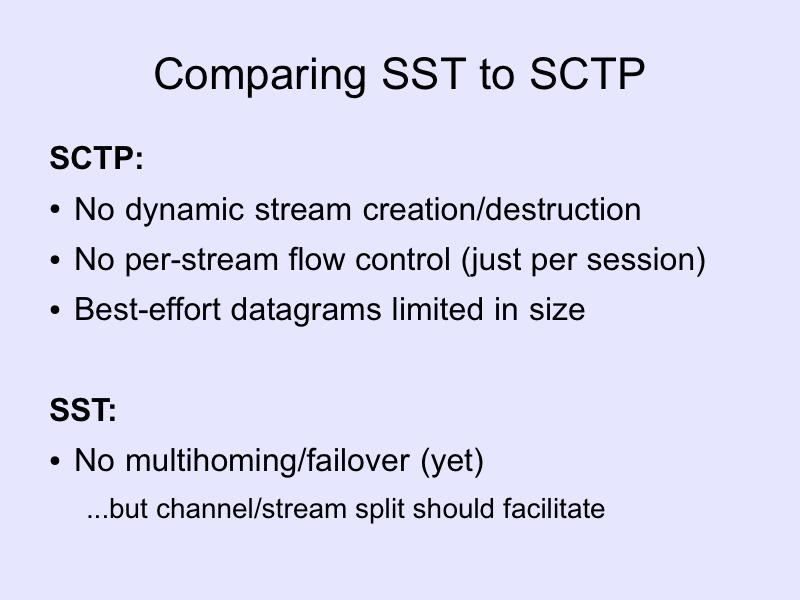 Comparing SST to SCTP
SCTP:
• No dynamic stream creation/destruction
• No per-stream flow control (just per session)
• Best-effort datagrams limited in size
SST:
• No multihoming/failover (yet)
...but channel/stream split should facilitate